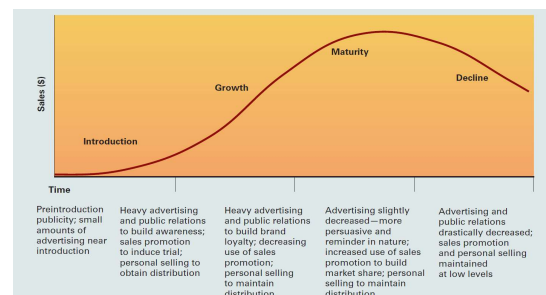 Sales ($)
Introduction
Growth
Maturity
Decline
Time
Preintroduction
publicity; small
amounts of
advertising near
introduction
Heavy advertising
and public relations
to build awareness;
sales promotion
to induce trial;
personal selling to
obtain distribution
Heavy advertising
and public relations
to build brand
loyalty; decreasing
use of sales
promotion;
personal selling
to maintain
distribution
Advertising slightly
decreased—more
persuasive and
reminder in nature;
increased use of sales
promotion to build
market share; personal
selling to maintain
distribution
Advertising and
public relations
drastically decreased;
sales promotion
and personal selling
maintained
at low levels